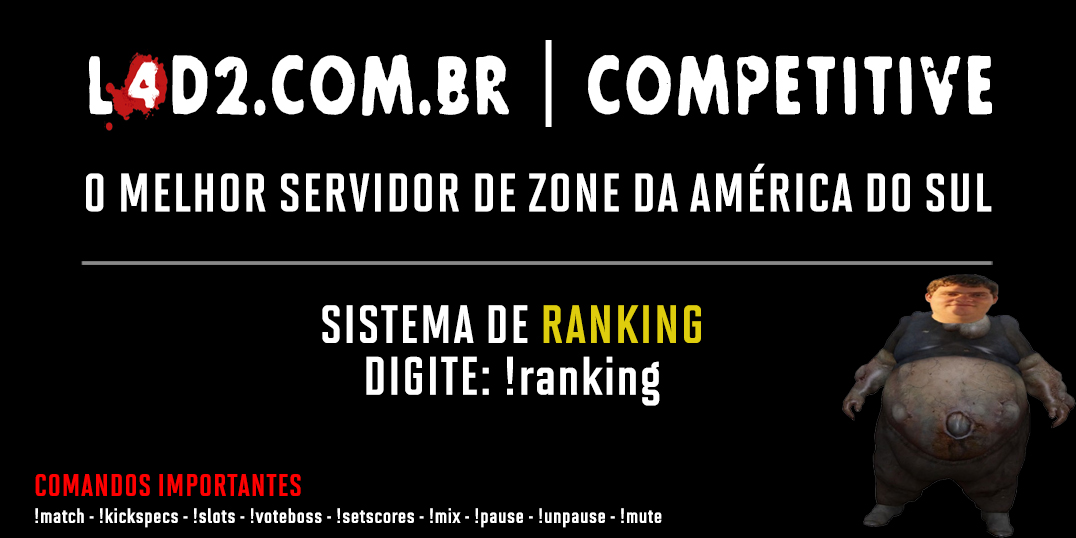 L4D2.COM.BR | COMPETITIVE
O MELHOR SERVIDOR DE ZONE DA AMÉRICA DO SUL
SISTEMA DE RANKING
DIGITE: !ranking
COMANDOS IMPORTANTES
!match - !kickspecs - !slots - !voteboss - !setscores - !mix - !pause - !unpause - !mute